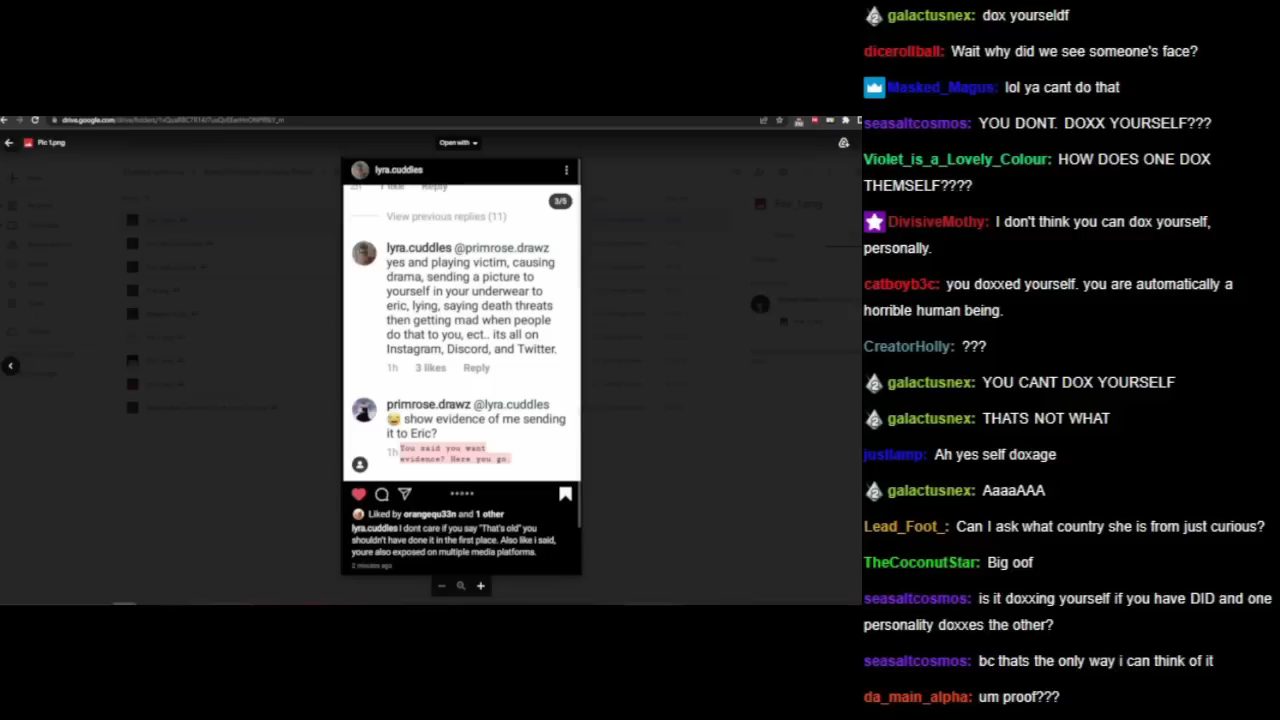 Pic 1.png
Open with
lyra.cuddles
1 like Reply
3/5
View previous replies (11)
lyra.cuddles @primrose.drawz
yes and playing victim, causing
drama, sending a picture to
yourself in your underwear to
eric, lying, saying death threats
then getting mad when people
do that to you, ect.. its all on
Instagram, Discord, and Twitter.
1h 3 likes Reply
primrose.drawz @lyra.cuddles
😅 show evidence of me sending
it to Eric?
1h
You said you want
evidence? Here you go.
Liked by orangequ33n and 1 other
lyra.cuddles I dont care if you say "That's old" you
shouldn't have done it in the first place. Also like i said,
youre also exposed on multiple media platforms.
2 minutes ago
galactusnex: dox yourseldf
dicerollball: Wait why did we see someone's face?
Masked_Magus: lol ya cant do that
seasaltcosmos: YOU DONT. DOXX YOURSELF???
Violet_is_a_Lovely_Colour: HOW DOES ONE DOX
THEMSELF????
DivisiveMothy: I don't think you can dox yourself,
personally.
catboyb3c: you doxxed yourself. you are automatically a
horrible human being.
CreatorHolly: ???
galactusnex: YOU CANT DOX YOURSELF
galactusnex: THATS NOT WHAT
justlamp: Ah yes self doxage
galactusnex: AaaaAAA
Lead_Foot_: Can I ask what country she is from just curious?
TheCoconutStar: Big oof
seasaltcosmos: is it doxxing yourself if you have DID and one
personality doxxes the other?
seasaltcosmos: bc thats the only way i can think of it
da_main_alpha: um proof???